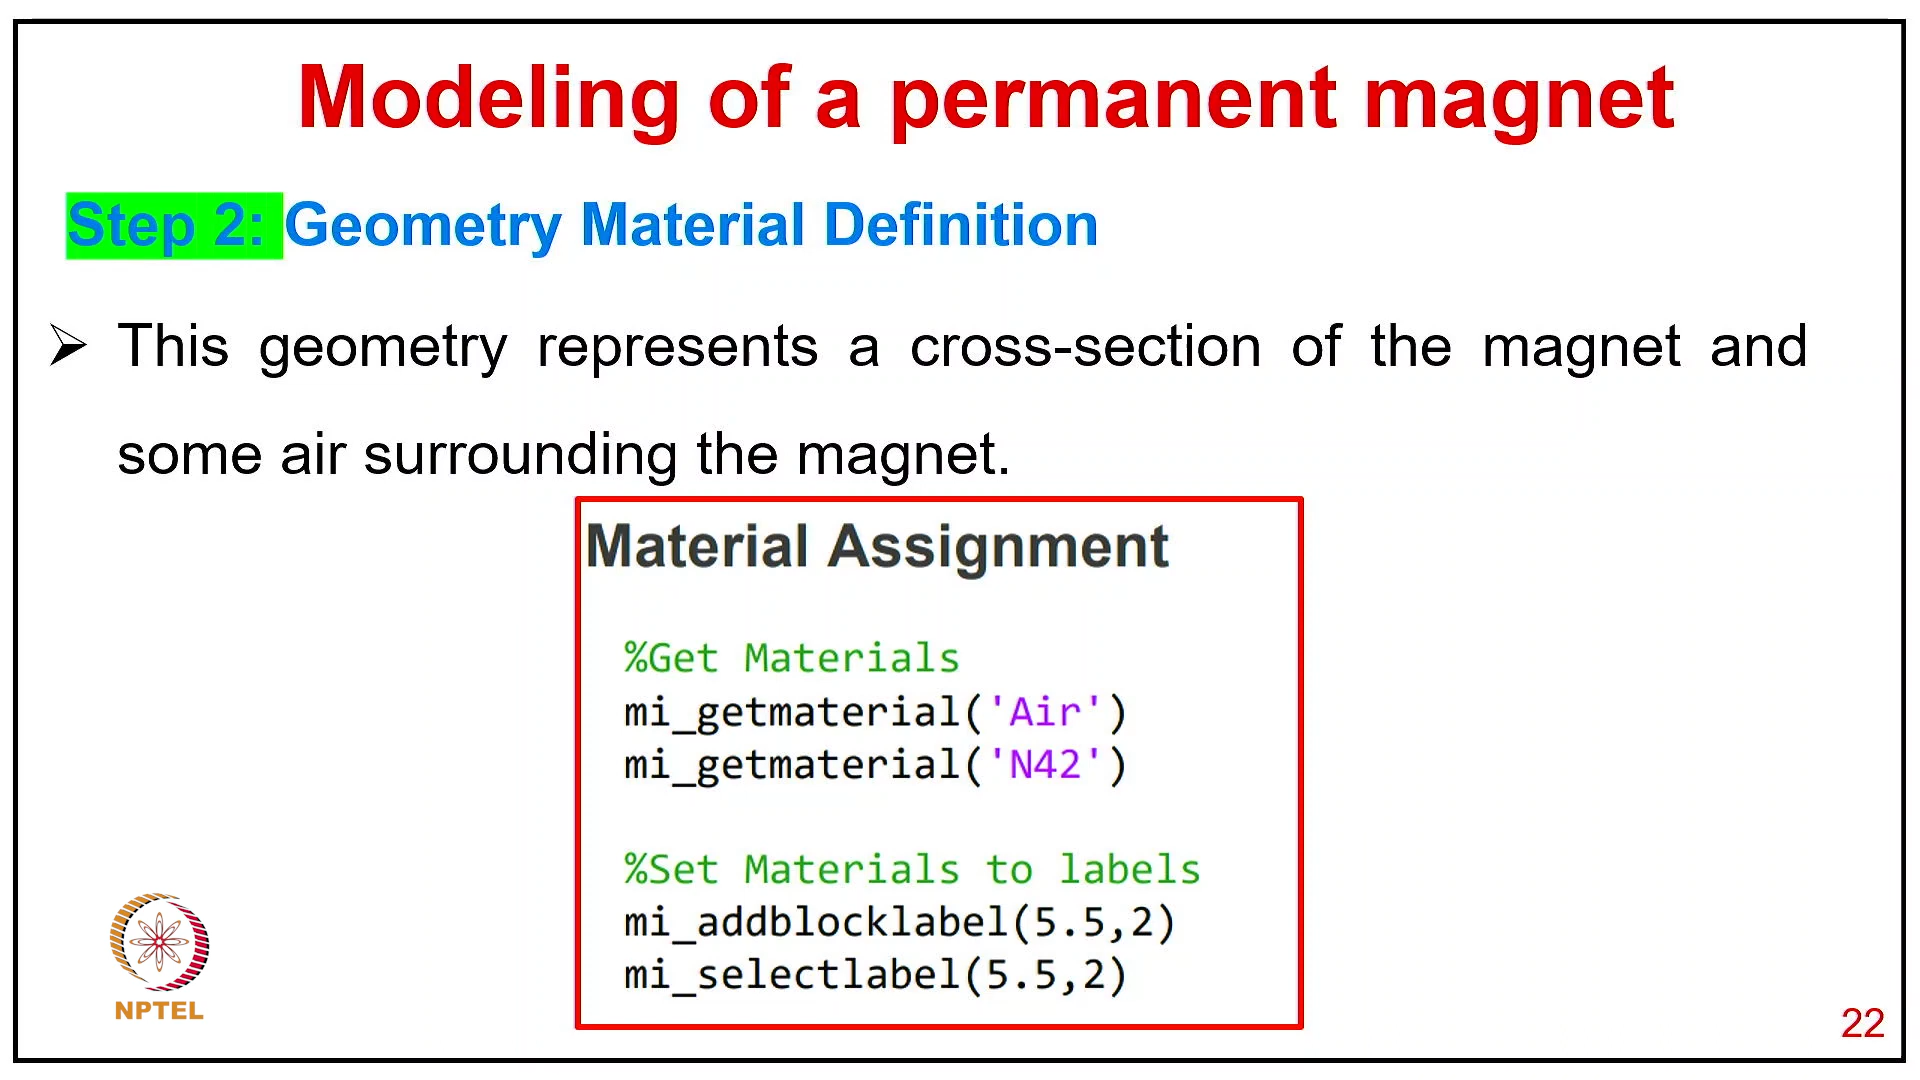 Modeling of a permanent magnet
Step 2: Geometry Material Definition
➢ This geometry represents a cross-section of the magnet and
some air surrounding the magnet.
Material Assignment
%Get Materials
mi_getmaterial('Air')
mi_getmaterial('N42')
%Set Materials to labels
mi_addblocklabel(5.5,2)
mi_selectlabel(5.5,2)
NPTEL
22